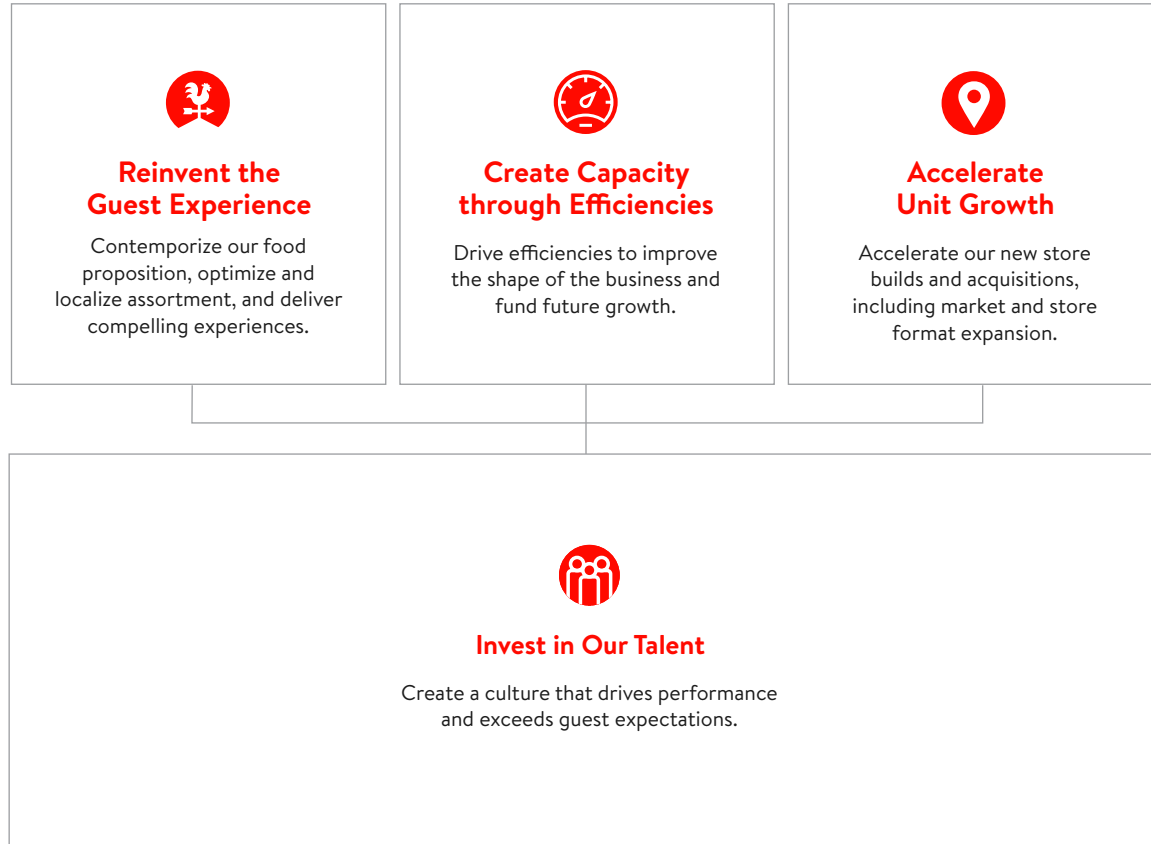 Reinvent the
Guest Experience
Contemporize our food
proposition, optimize and
localize assortment, and deliver
compelling experiences.
Create Capacity
through Efficiencies
Drive efficiencies to improve
the shape of the business and
fund future growth.
Accelerate
Unit Growth
Accelerate our new store
builds and acquisitions,
including market and store
format expansion.
Invest in Our Talent
Create a culture that drives performance
and exceeds guest expectations.